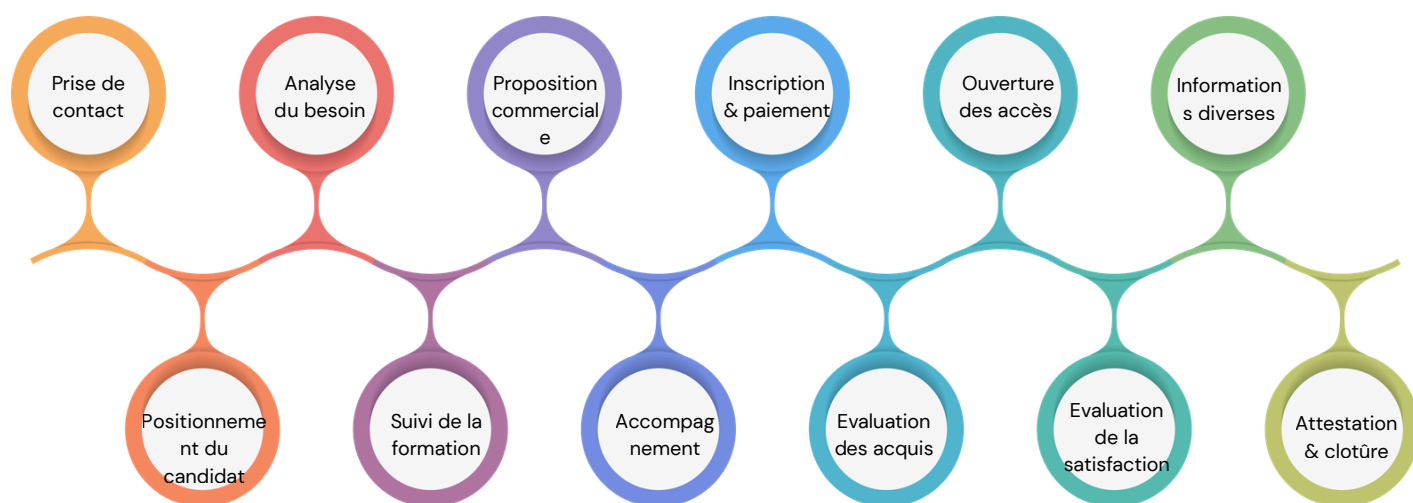 Prise de
contact
Analyse
du besoin
Proposition
commercial
e
Inscription
& paiement
Ouverture
des accès
Information
s diverses
Positionneme
nt du
candidat
Suivi de la
formation
Accompag
nement
Evaluation
des acquis
Evaluation
de la
satisfaction
Attestation
& clotûre